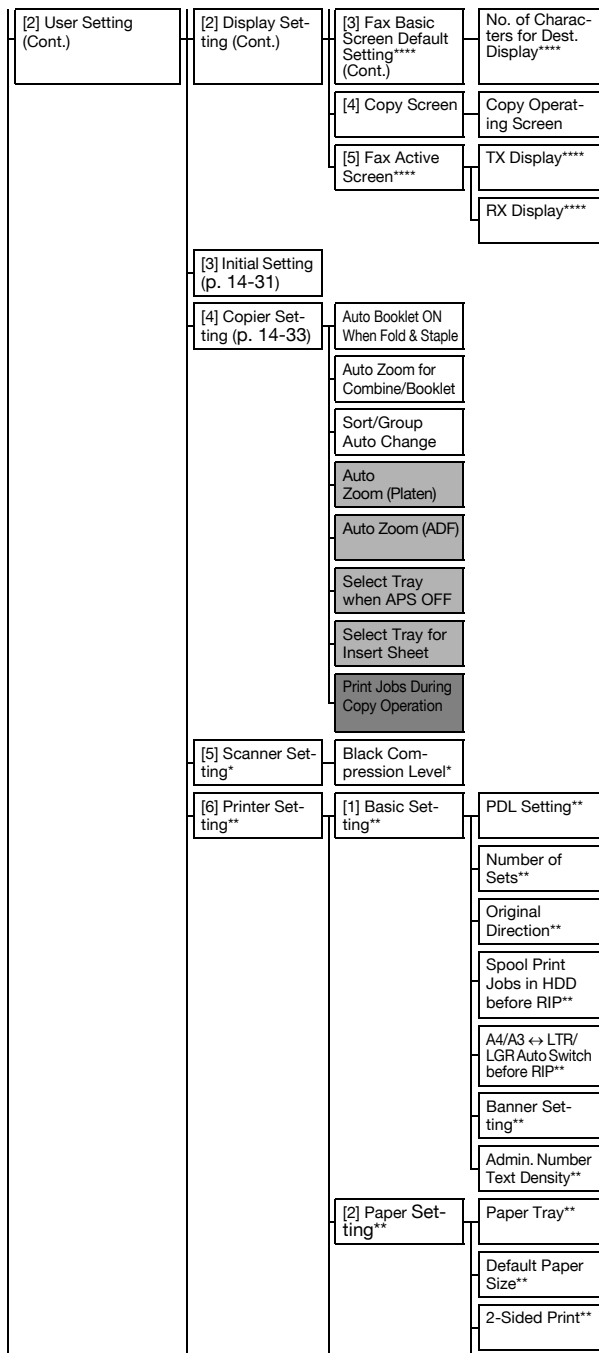 [2] User Setting
(Cont.)
[2] Display Set-
ting (Cont.)
[3] Fax Basic
Screen Default
Setting****
(Cont.)
No. of Charac-
ters for Dest.
Display****
[4] Copy Screen
Copy Operat-
ing Screen
[5] Fax Active
Screen****
TX Display****
RX Display****
[3] Initial Setting
(p. 14-31)
[4] Copier Set-
ting (p. 14-33)
Auto Booklet ON
When Fold & Staple
Auto Zoom for
Combine/Booklet
Sort/Group
Auto Change
Auto
Zoom (Platen)
Auto Zoom (ADF)
Select Tray
when APS OFF
Select Tray for
Insert Sheet
Print Jobs During
Copy Operation
[5] Scanner Set-
ting*
Black Com-
pression Level*
[6] Printer Set-
ting**
[1] Basic Set-
ting**
PDL Setting**
Number of
Sets**
Original
Direction**
Spool Print
Jobs in HDD
before RIP**
A4/A3 ↔ LTR/
LGR Auto Switch
before RIP**
Banner Set-
ting**
Admin. Number
Text Density**
[2] Paper Set-
ting**
Paper Tray**
Default Paper
Size**
2-Sided Print**